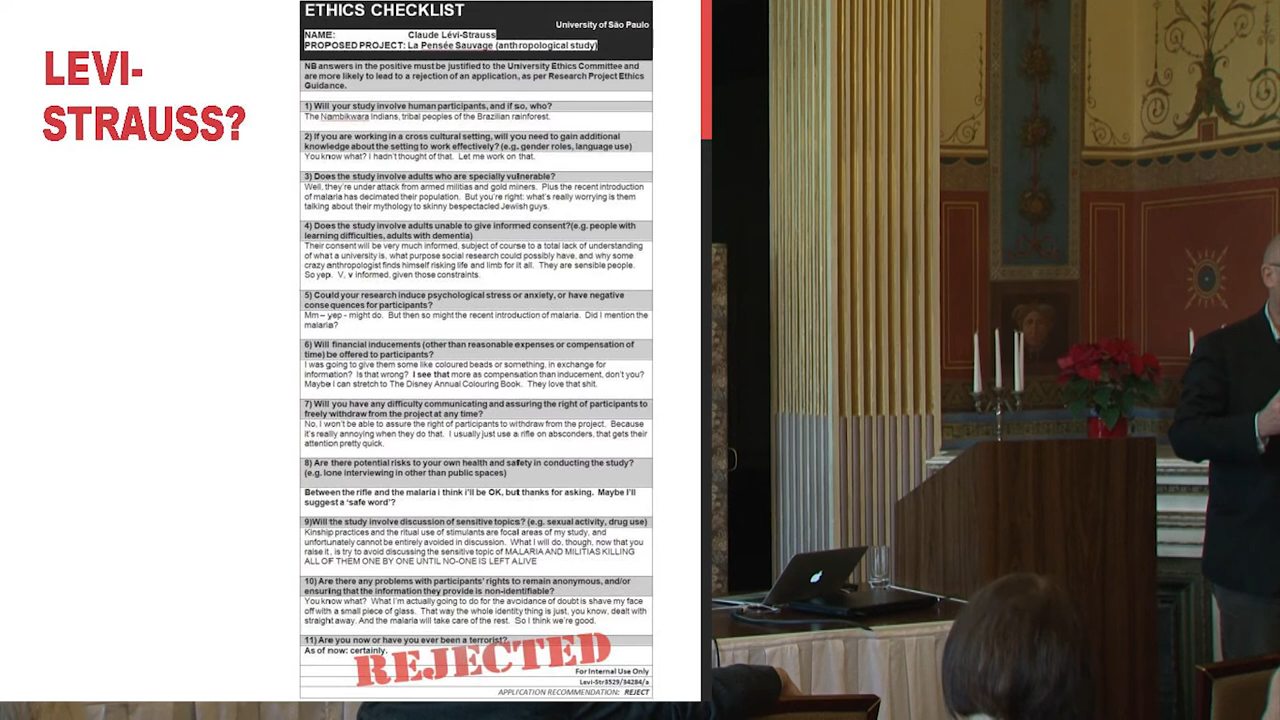 LEVI-
STRAUSS?
ETHICS CHECKLIST
University of São Paulo
NAME: Claude Lévi-Strauss
PROPOSED PROJECT: La Pensée Sauvage (anthropological study)
NB answers in the positive must be justified to the University Ethics Committee and
are more likely to lead to a rejection of an application, as per Research Project Ethics
Guidance.
1) Will your study involve human participants, and if so, who?
The Nambikwara Indians, tribal peoples of the Brazilian rainforest.
2) If you are working in a cross cultural setting, will you need to gain additional
knowledge about the setting to work effectively? (e.g. gender roles, language use)
You know what? I hadn't thought of that. Let me work on that.
3) Does the study involve adults who are specially vulnerable?
Well, they're under attack from armed militias and gold miners. Plus the recent introduction
of malaria has decimated their population. But you're right: what's really worrying is them
talking about their mythology to skinny bespectacled Jewish guys.
4) Does the study involve adults unable to give informed consent?(e.g. people with
learning difficulties, adults with dementia)
Their consent will be very much informed, subject of course to a total lack of understanding
of what a university is, what purpose social research could possibly have, and why some
crazy anthropologist finds himself risking life and limb for it all. They are sensible people.
So yep. V, v informed, given those constraints.
5) Could your research induce psychological stress or anxiety, or have negative
consequences for participants?
Mm – yep - might do. But then so might the recent introduction of malaria. Did I mention the
malaria?
6) Will financial inducements (other than reasonable expenses or compensation of
time) be offered to participants?
I was going to give them some like coloured beads or something, in exchange for
information? Is that wrong? I see that more as compensation than inducement, don't you?
Maybe I can stretch to The Disney Annual Colouring Book. They love that shit.
7) Will you have any difficulty communicating and assuring the right of participants to
freely withdraw from the project at any time?
No, I won't be able to assure the right of participants to withdraw from the project. Because
it's really annoying when they do that. I usually just use a rifle on absconders, that gets their
attention pretty quick.
8) Are there potential risks to your own health and safety in conducting the study?
(e.g. lone interviewing in other than public spaces)
Between the rifle and the malaria i think i'll be OK, but thanks for asking. Maybe I'll
suggest a 'safe word'?
9)Will the study involve discussion of sensitive topics? (e.g. sexual activity, drug use)
Kinship practices and the ritual use of stimulants are focal areas of my study, and
unfortunately cannot be entirely avoided in discussion. What I will do, though, now that you
raise it, is try to avoid discussing the sensitive topic of MALARIA AND MILITIAS KILLING
ALL OF THEM ONE BY ONE UNTIL NO-ONE IS LEFT ALIVE
10) Are there any problems with participants' rights to remain anonymous, and/or
ensuring that the information they provide is non-identifiable?
You know what? What I'm actually going to do for the avoidance of doubt is shave my face
off with a small piece of glass. That way the whole identity thing is just, you know, dealt with
straight away. And the malaria will take care of the rest. So I think we're good.
11) Are you now or have you ever been a terrorist?
As of now: certainly.
REJECTED
For Internal Use Only
Levi-Str3529/34284/a
APPLICATION RECOMMENDATION: REJECT